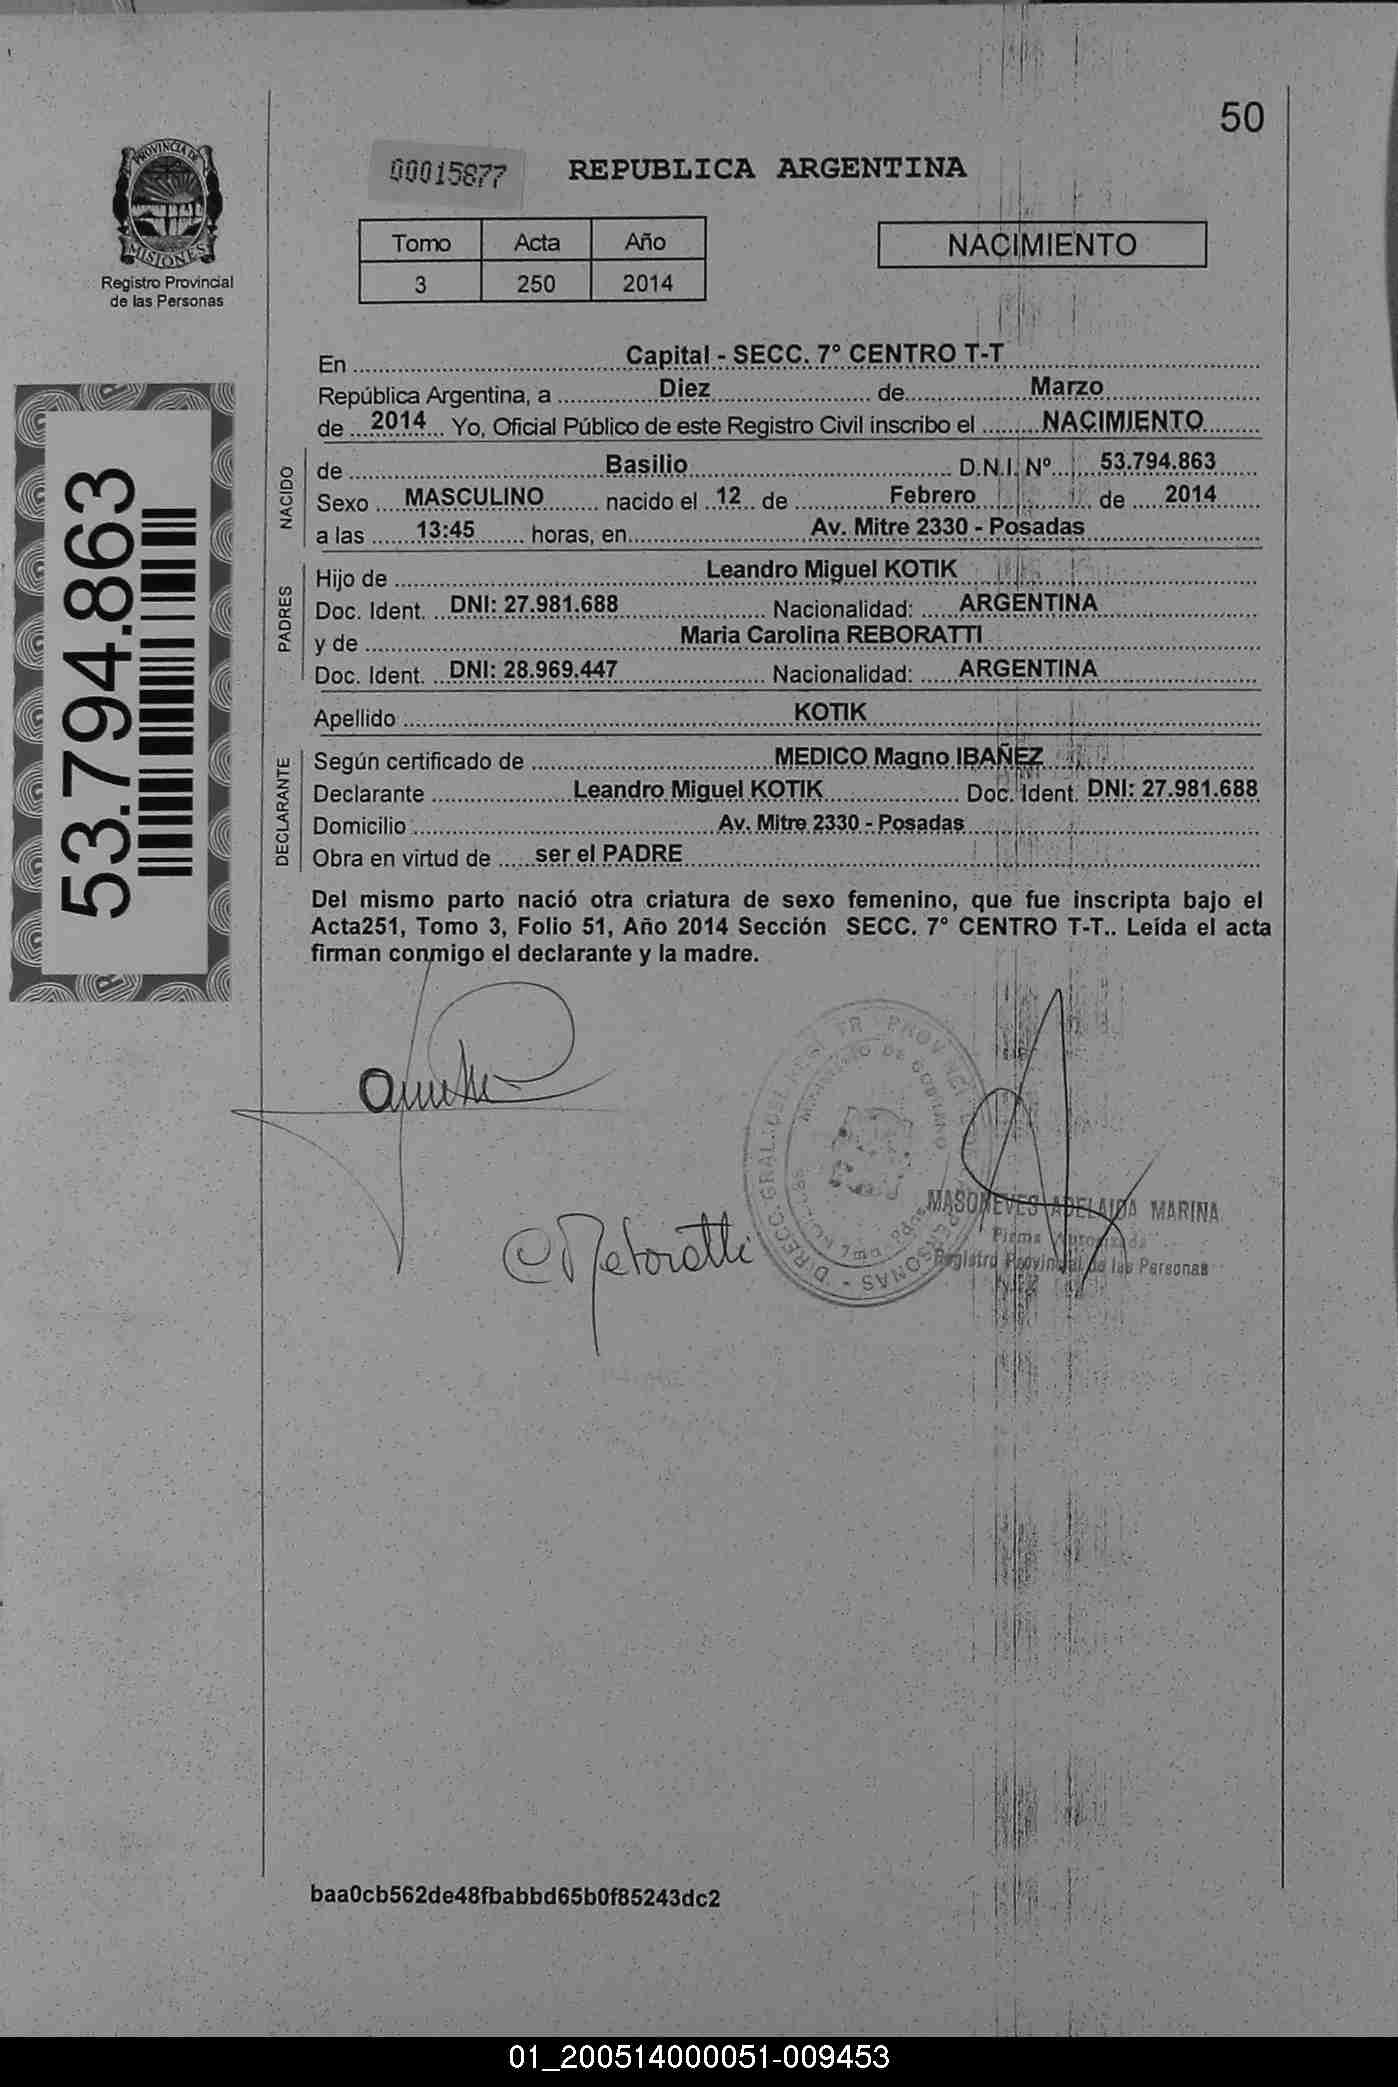 50
PROVINCIA DE
MISIONES
Registro Provincial
de las Personas
00015877
REPUBLICA ARGENTINA
Tomo Acta Año
3 250 2014
NACIMIENTO
En Capital - SECC. 7° CENTRO T-T
República Argentina, a Diez de Marzo
de 2014 Yo, Oficial Público de este Registro Civil inscribo el NACIMIENTO
NACIDO
de Basilio D.N.I. Nº 53.794.863
Sexo MASCULINO nacido el 12 de Febrero de 2014
a las 13:45 horas, en Av. Mitre 2330 - Posadas
PADRES
Hijo de Leandro Miguel KOTIK
Doc. Ident. DNI: 27.981.688 Nacionalidad: ARGENTINA
y de Maria Carolina REBORATTI
Doc. Ident. DNI: 28.969.447 Nacionalidad: ARGENTINA
Apellido KOTIK
DECLARANTE
Según certificado de MEDICO Magno IBAÑEZ
Declarante Leandro Miguel KOTIK Doc. Ident. DNI: 27.981.688
Domicilio Av. Mitre 2330 - Posadas
Obra en virtud de ser el PADRE
Del mismo parto nació otra criatura de sexo femenino, que fue inscripta bajo el
Acta251, Tomo 3, Folio 51, Año 2014 Sección SECC. 7° CENTRO T-T.. Leída el acta
firman conmigo el declarante y la madre.
53.794.863
C Reboratti
MASONEVES ADELAIDA MARINA
Firma Autorizada
Registro Provincial de las Personas
baa0cb562de48fbabbd65b0f85243dc2
01_200514000051-009453